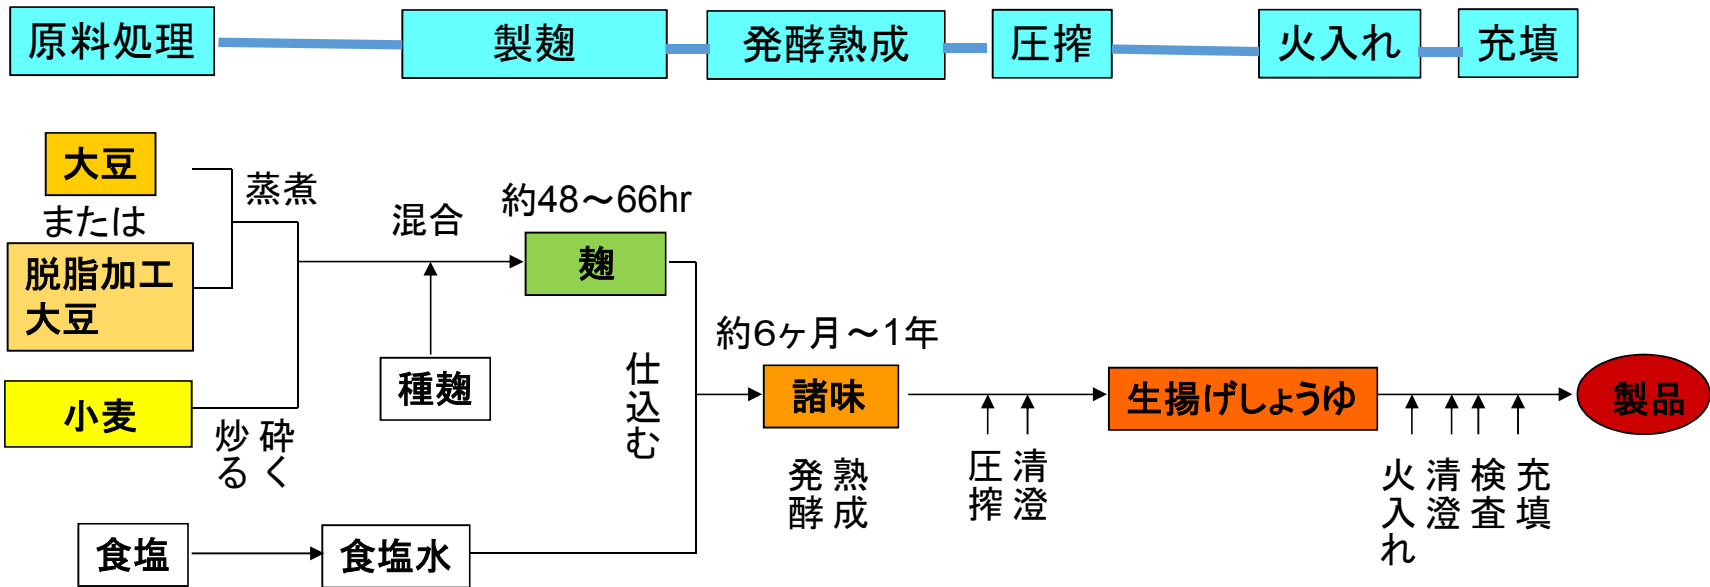 原料処理
製麹
発酵熟成
圧搾
火入れ
充填
大豆
または
脱脂加工
大豆
小麦
蒸煮
炒る
砕く
混合
種麹
約48～66hr
麹
食塩
食塩水
仕込む
約6ヶ月～1年
諸味
発酵
熟成
圧搾
清澄
生揚げしょうゆ
火入れ
清澄
検査
充填
製品